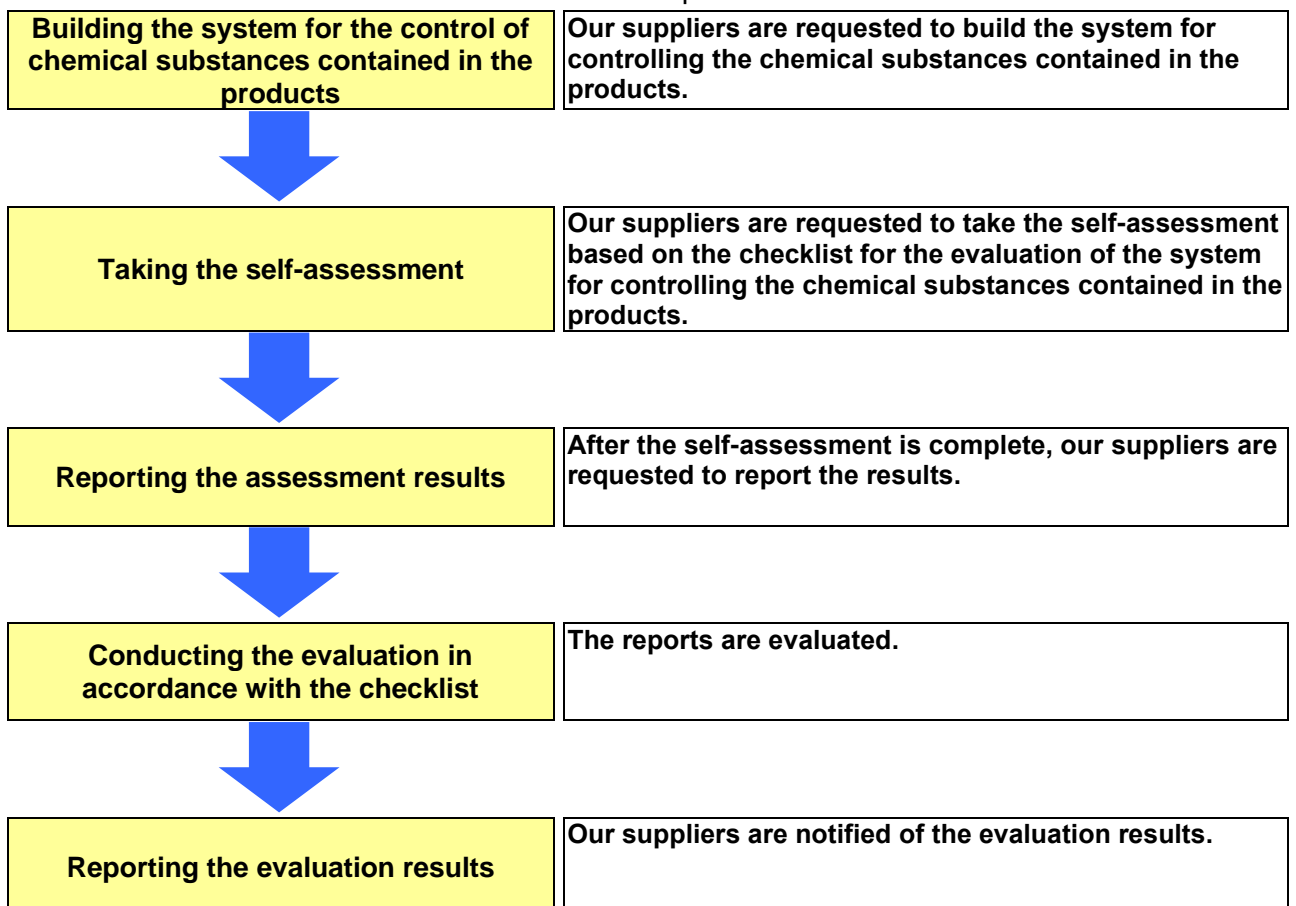 Building the system for the control of
chemical substances contained in the
products
Our suppliers are requested to build the system for
controlling the chemical substances contained in the
products.
Taking the self-assessment
Our suppliers are requested to take the self-assessment
based on the checklist for the evaluation of the system
for controlling the chemical substances contained in the
products.
Reporting the assessment results
After the self-assessment is complete, our suppliers are
requested to report the results.
Conducting the evaluation in
accordance with the checklist
The reports are evaluated.
Reporting the evaluation results
Our suppliers are notified of the evaluation results.